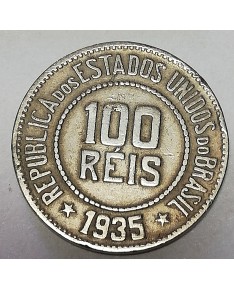 REPUBLICA DOS ESTADOS UNIDOS DO BRASIL
100
RÉIS
★ 1935 ★